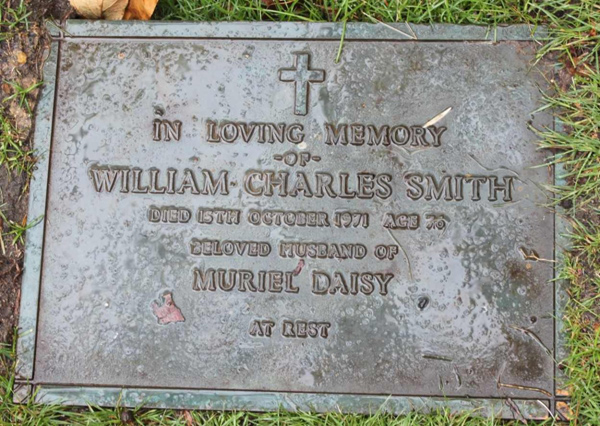 IN LOVING MEMORY
-OF-
WILLIAM CHARLES SMITH
DIED 15TH OCTOBER 1971 AGE 76
BELOVED HUSBAND OF
MURIEL DAISY
AT REST